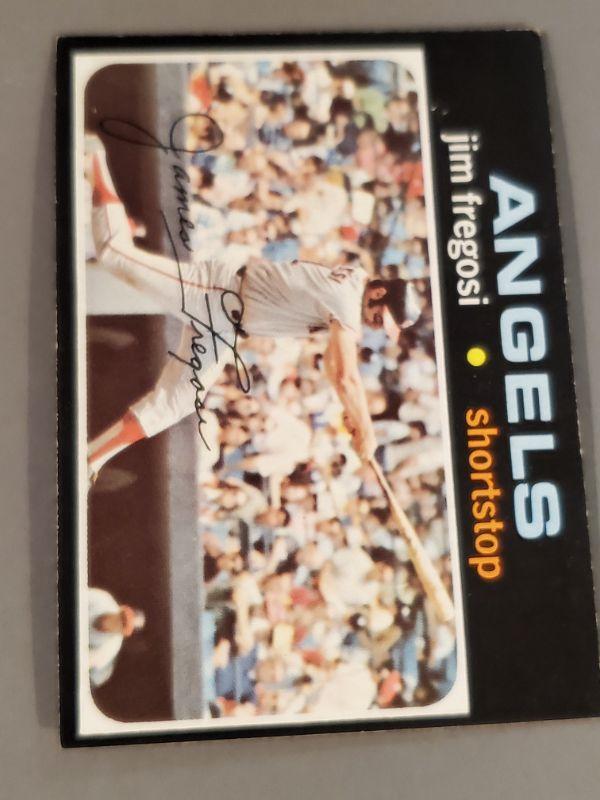 ANGELS
jim fregosi • shortstop
James Fregosi